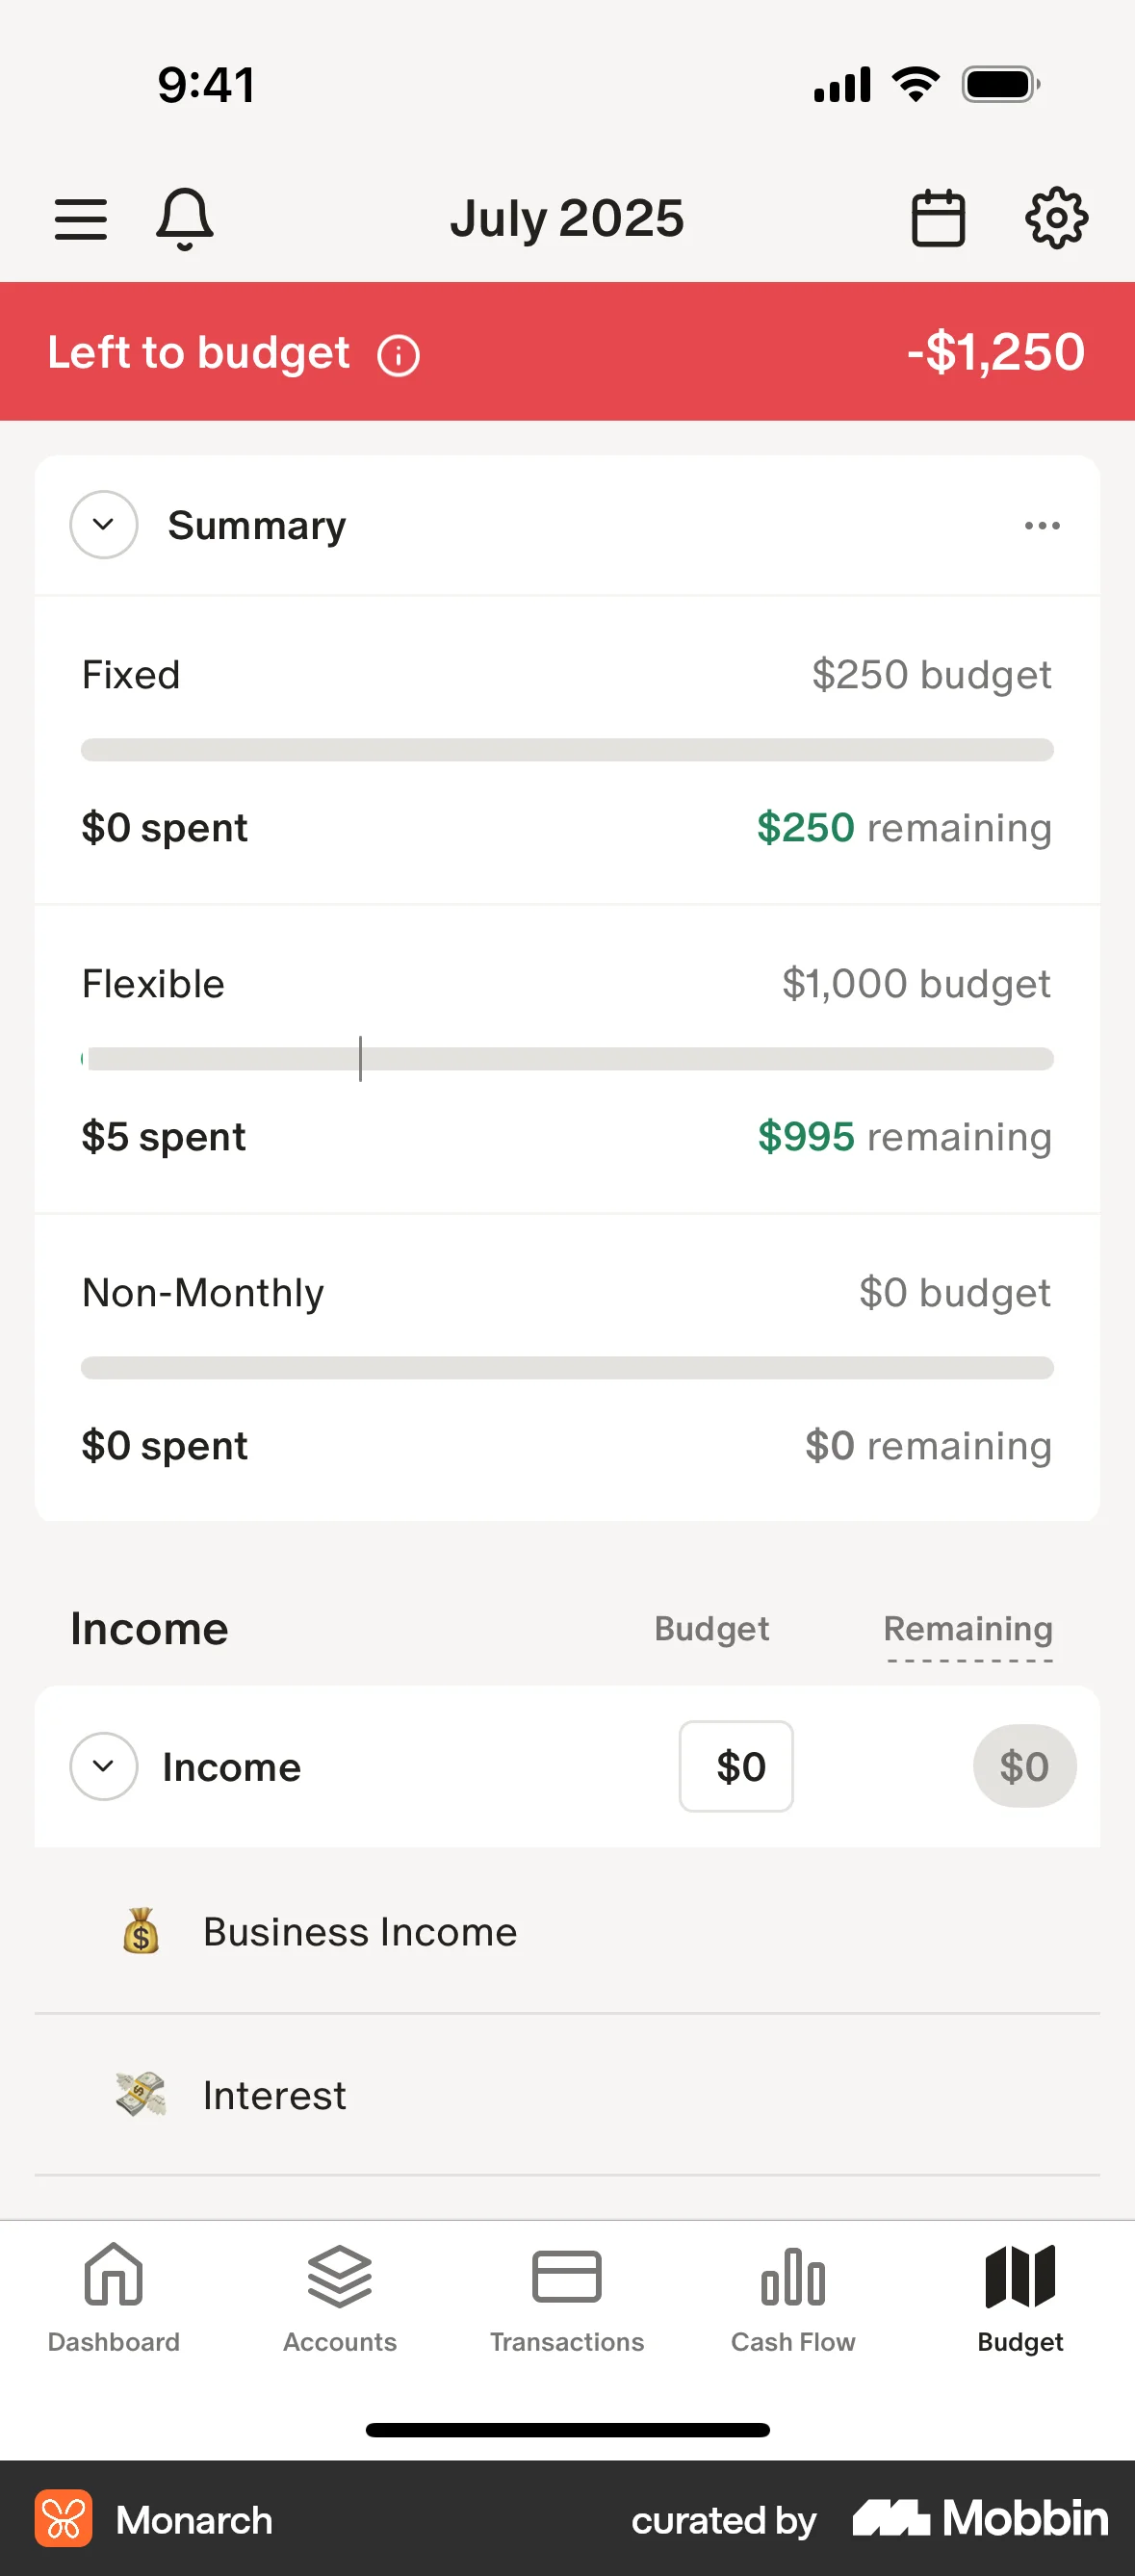 9:41
July 2025
Left to budget -$1,250
Summary
Fixed $250 budget
$0 spent $250 remaining
Flexible $1,000 budget
$5 spent $995 remaining
Non-Monthly $0 budget
$0 spent $0 remaining
Income Budget Remaining
Income $0 $0
Business Income
Interest
Dashboard Accounts Transactions Cash Flow Budget
Monarch curated by Mobbin